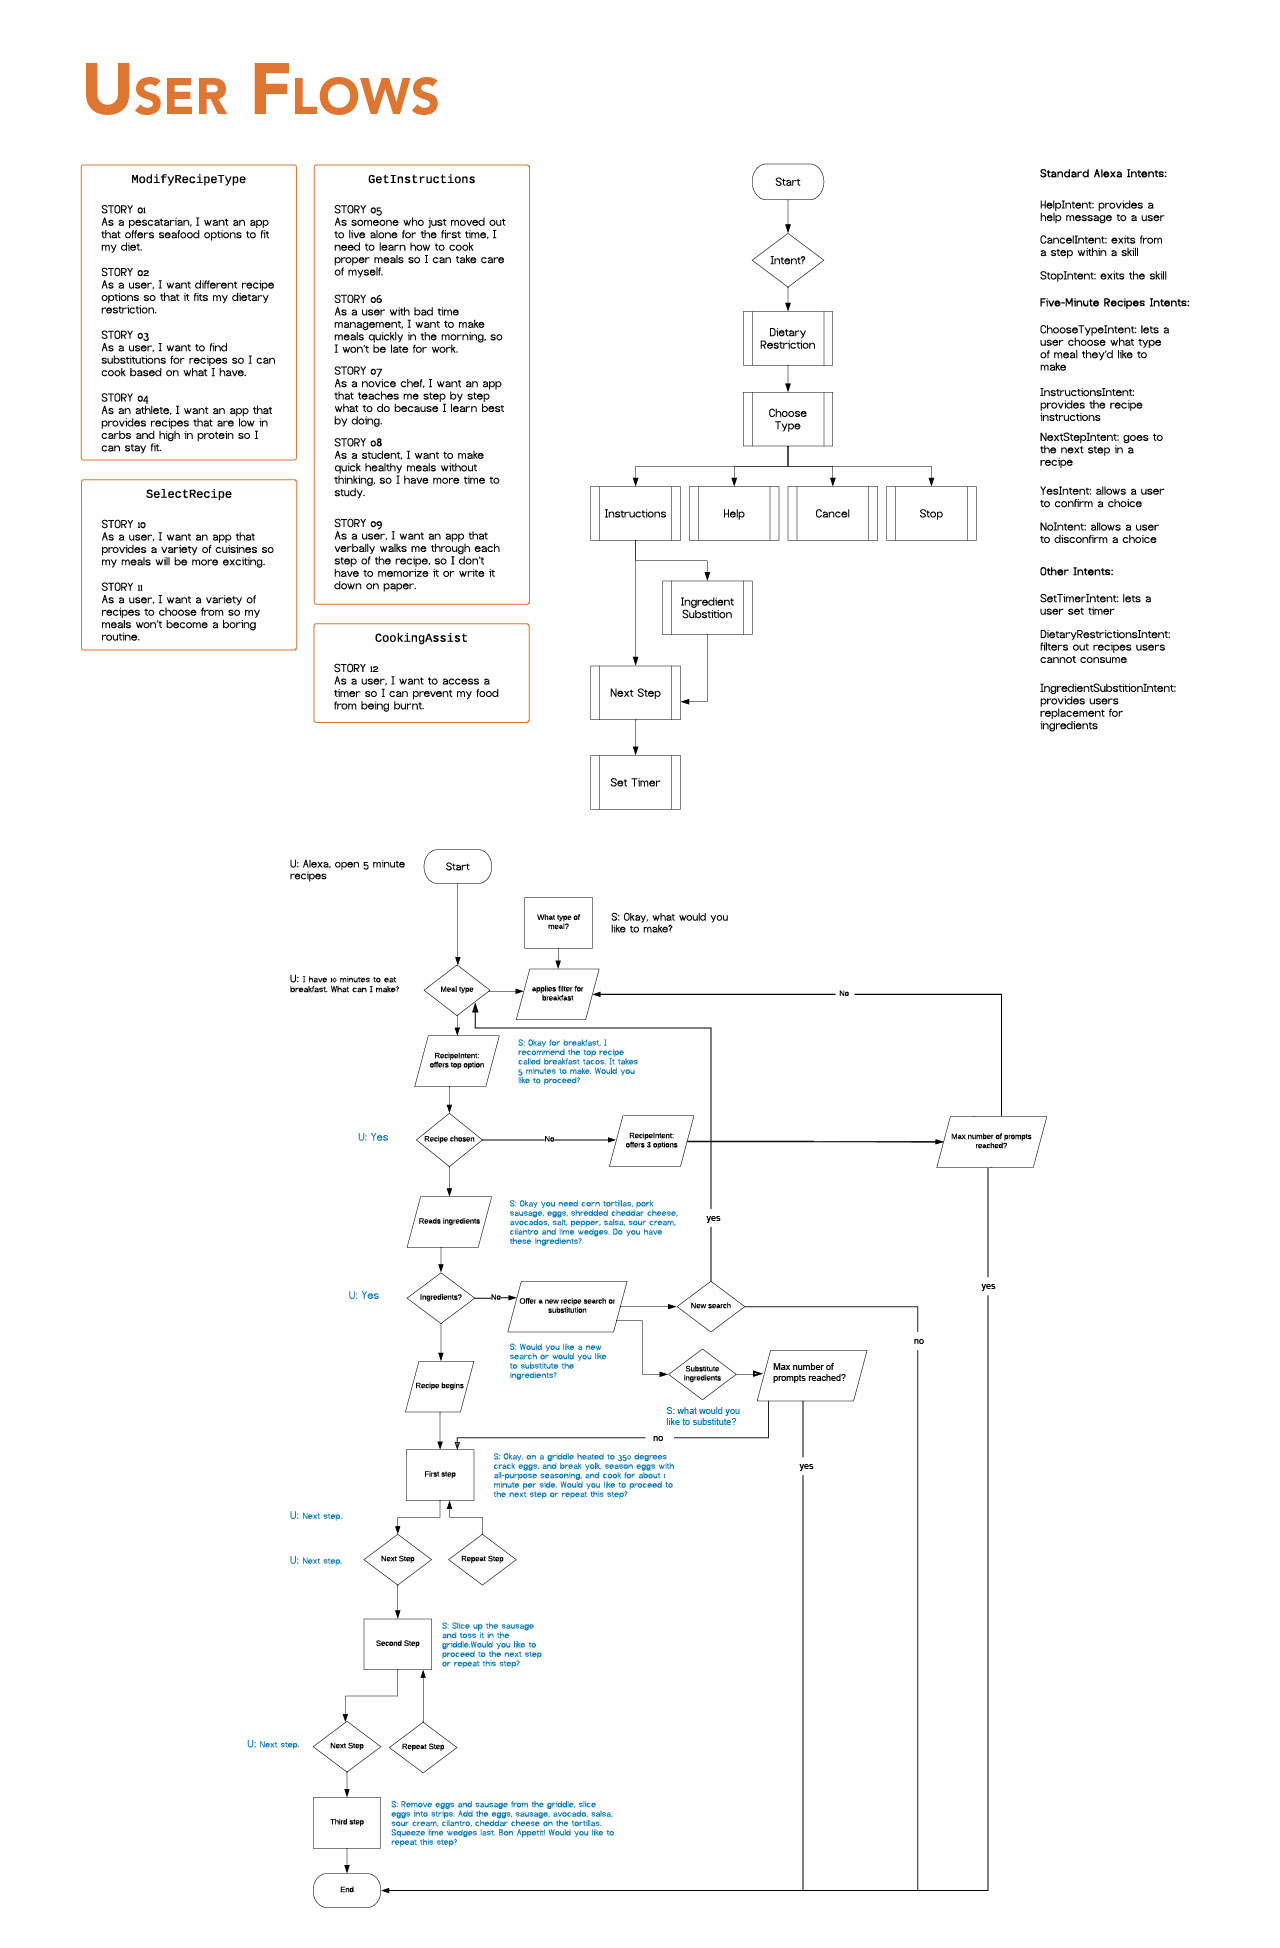 User Flows
ModifyRecipeType
STORY 01
As a pescatarian, I want an app
that offers seafood options to fit
my diet.
STORY 02
As a user, I want different recipe
options so that it fits my dietary
restriction.
STORY 03
As a user, I want to find
substitutions for recipes so I can
cook based on what I have.
STORY 04
As an athlete, I want an app that
provides recipes that are low in
carbs and high in protein so I
can stay fit.
SelectRecipe
STORY 10
As a user, I want an app that
provides a variety of cuisines so
my meals will be more exciting.
STORY 11
As a user, I want a variety of
recipes to choose from so my
meals won't become a boring
routine.
GetInstructions
STORY 05
As someone who just moved out
to live alone for the first time, I
need to learn how to cook
proper meals so I can take care
of myself.
STORY 06
As a user with bad time
management, I want to make
meals quickly in the morning, so
I won't be late for work.
STORY 07
As a novice chef, I want an app
that teaches me step by step
what to do because I learn best
by doing.
STORY 08
As a student, I want to make
quick healthy meals without
thinking, so I have more time to
study.
STORY 09
As a user, I want an app that
verbally walks me through each
step of the recipe, so I don't
have to memorize it or write it
down on paper.
CookingAssist
STORY 12
As a user, I want to access a
timer so I can prevent my food
from being burnt.
Start
Intent?
Dietary
Restriction
Choose
Type
Instructions
Help
Cancel
Stop
Ingredient
Substition
Next Step
Set Timer
Standard Alexa Intents:
HelpIntent: provides a
help message to a user
CancelIntent: exits from
a step within a skill
StopIntent: exits the skill
Five-Minute Recipes Intents:
ChooseTypeIntent: lets a
user choose what type
of meal they'd like to
make
InstructionsIntent:
provides the recipe
instructions
NextStepIntent: goes to
the next step in a
recipe
YesIntent: allows a user
to confirm a choice
NoIntent: allows a user
to disconfirm a choice
Other Intents:
SetTimerIntent: lets a
user set timer
DietaryRestrictionsIntent:
filters out recipes users
cannot consume
IngredientSubstitionIntent:
provides users
replacement for
ingredients
U: Alexa, open 5 minute
recipes
Start
What type of
meal?
S: Okay, what would you
like to make?
U: I have 10 minutes to eat
breakfast. What can I make?
Meal type
applies filter for
breakfast
No
RecipeIntent:
offers top option
S: Okay for breakfast, I
recommend the top recipe
called breakfast tacos. It takes
5 minutes to make. Would you
like to proceed?
U: Yes
Recipe chosen
No
RecipeIntent:
offers 3 options
Max number of prompts
reached?
Reads ingredients
S: Okay you need corn tortillas, pork
sausage, eggs, shredded cheddar cheese,
avocados, salt, pepper, salsa, sour cream,
cilantro and lime wedges. Do you have
these ingredients?
yes
yes
U: Yes
Ingredients?
No
Offer a new recipe search or
substitution
New search
no
S: Would you like a new
search or would you like
to substitute the
ingredients?
Substitute
ingredients
Max number of
prompts reached?
Recipe begins
S: what would you
like to substitute?
no
yes
First step
S: Okay, on a griddle heated to 350 degrees
crack eggs, and break yolk, season eggs with
all-purpose seasoning, and cook for about 1
minute per side. Would you like to proceed to
the next step or repeat this step?
U: Next step.
U: Next step.
Next Step
Repeat Step
Second Step
S: Slice up the sausage
and toss it in the
griddle.Would you like to
proceed to the next step
or repeat this step?
U: Next step.
Next Step
Repeat Step
Third step
S: Remove eggs and sausage from the griddle, slice
eggs into strips. Add the eggs, sausage, avocado, salsa,
sour cream, cilantro, cheddar cheese on the tortillas.
Squeeze lime wedges last. Bon Appetit! Would you like to
repeat this step?
End